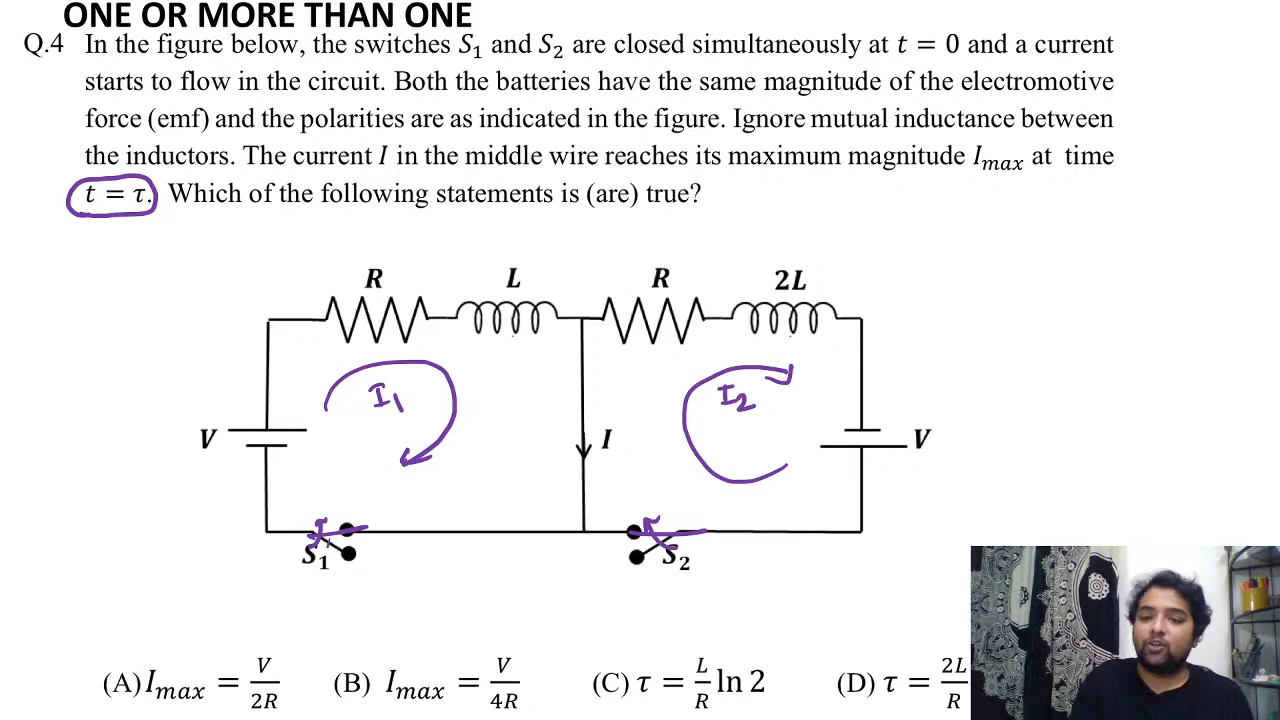 ONE OR MORE THAN ONE
Q.4 In the figure below, the switches S₁ and S₂ are closed simultaneously at t = 0 and a current
starts to flow in the circuit. Both the batteries have the same magnitude of the electromotive
force (emf) and the polarities are as indicated in the figure. Ignore mutual inductance between
the inductors. The current I in the middle wire reaches its maximum magnitude Iₘₐₓ at time
t = τ. Which of the following statements is (are) true?
R L R 2L
I₁ I₂
V I V
S₁ S₂
(A) Iₘₐₓ = V/2R (B) Iₘₐₓ = V/4R (C) τ = L/R ln 2 (D) τ = 2L/R